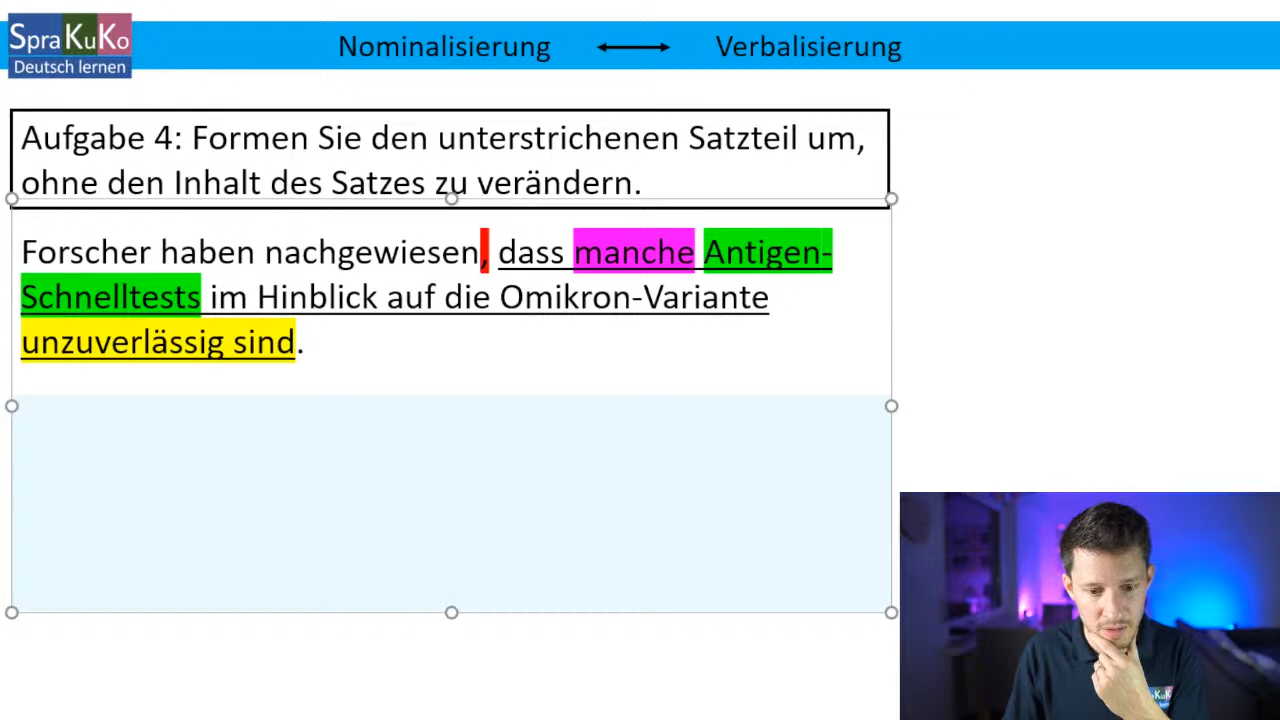 SpraKuKo
Deutsch lernen
Nominalisierung
Verbalisierung
Aufgabe 4: Formen Sie den unterstrichenen Satzteil um,
ohne den Inhalt des Satzes zu verändern.
Forscher haben nachgewiesen, dass manche Antigen-
Schnelltests im Hinblick auf die Omikron-Variante
unzuverlässig sind.